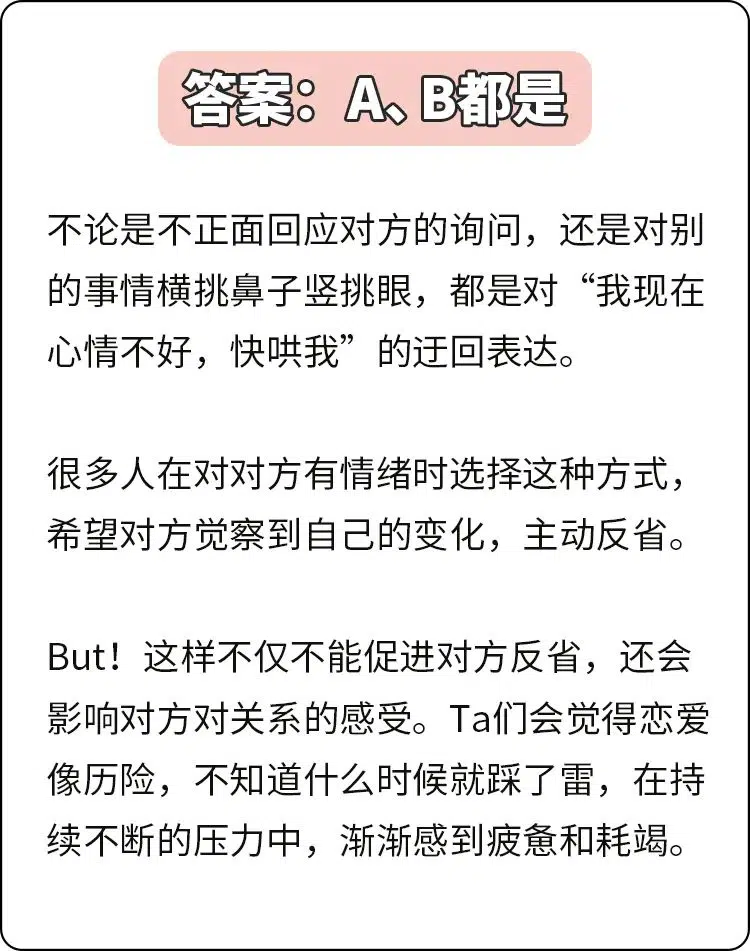 答案：A、B都是
不论是不正面回应对方的询问，还是对别
的事情横挑鼻子竖挑眼，都是对“我现在
心情不好，快哄我”的迂回表达。
很多人在对对方有情绪时选择这种方式，
希望对方觉察到自己的变化，主动反省。
But！这样不仅不能促进对方反省，还会
影响对方对关系的感受。Ta们会觉得恋爱
像历险，不知道什么时候就踩了雷，在持
续不断的压力中，渐渐感到疲惫和耗竭。